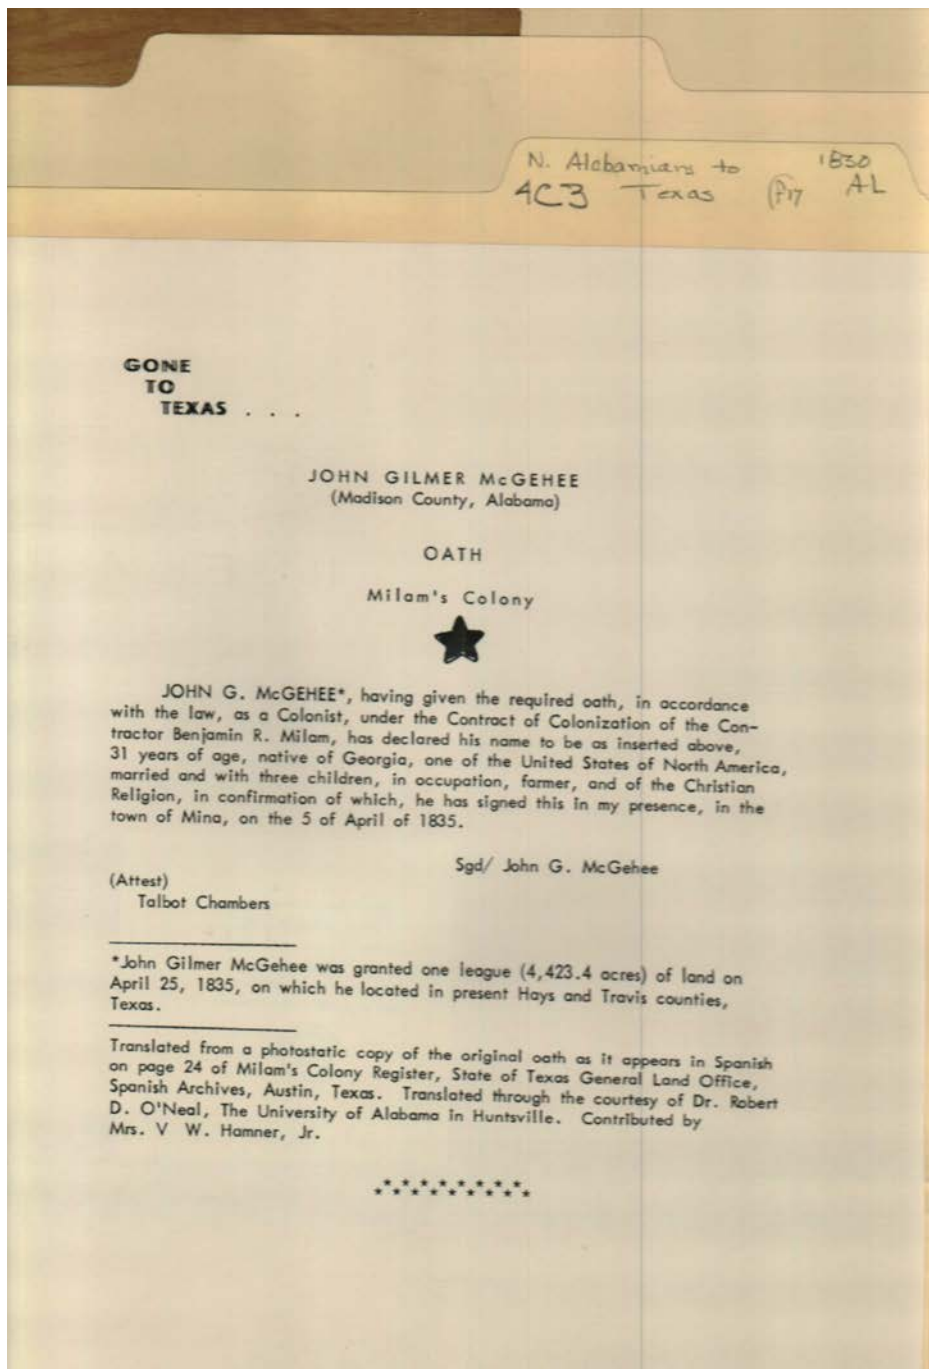 N. Alabamians to 1830
4C3 Texas AL
GONE
TO
TEXAS . . .
JOHN GILMER McGEHEE
(Madison County, Alabama)
OATH
Milam's Colony
JOHN G. McGEHEE*, having given the required oath, in accordance
with the law, as a Colonist, under the Contract of Colonization of the Con-
tractor Benjamin R. Milam, has declared his name to be as inserted above,
31 years of age, native of Georgia, one of the United States of North America,
married and with three children, in occupation, farmer, and of the Christian
Religion, in confirmation of which, he has signed this in my presence, in the
town of Mina, on the 5 of April of 1835.
Sgd/ John G. McGehee
(Attest)
Talbot Chambers
*John Gilmer McGehee was granted one league (4,423.4 acres) of land on
April 25, 1835, on which he located in present Hays and Travis counties,
Texas.
Translated from a photostatic copy of the original oath as it appears in Spanish
on page 24 of Milam's Colony Register, State of Texas General Land Office,
Spanish Archives, Austin, Texas. Translated through the courtesy of Dr. Robert
D. O'Neal, The University of Alabama in Huntsville. Contributed by
Mrs. V W. Hamner, Jr.